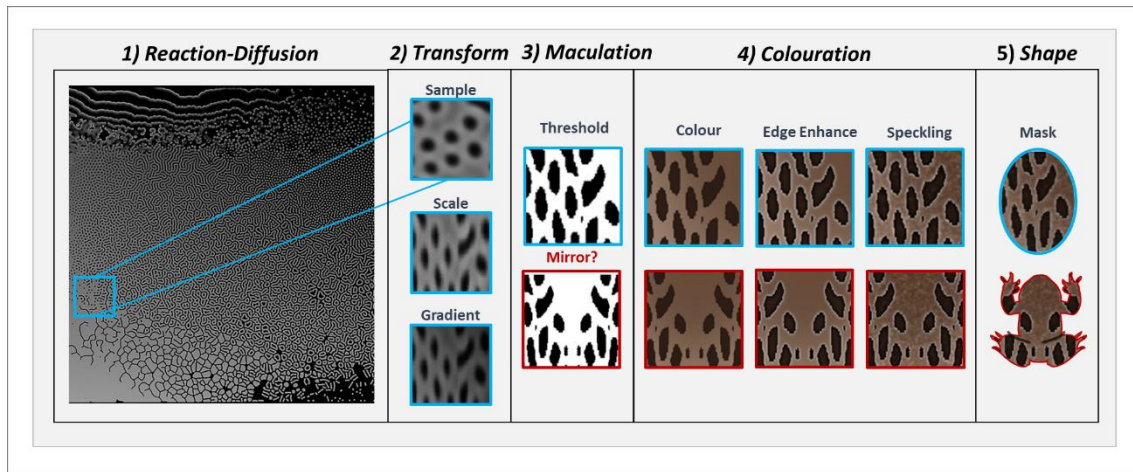 1) Reaction-Diffusion
2) Transform
3) Maculation
4) Colouration
5) Shape
Sample
Scale
Gradient
Threshold
Mirror?
Colour
Edge Enhance
Speckling
Mask